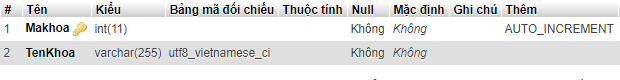 # Tên Kiểu Bảng mã đối chiếu Thuộc tính Null Mặc định Ghi chú Thêm
1 Makhoa int(11) Không Không AUTO_INCREMENT
2 TenKhoa varchar(255) utf8_vietnamese_ci Không Không